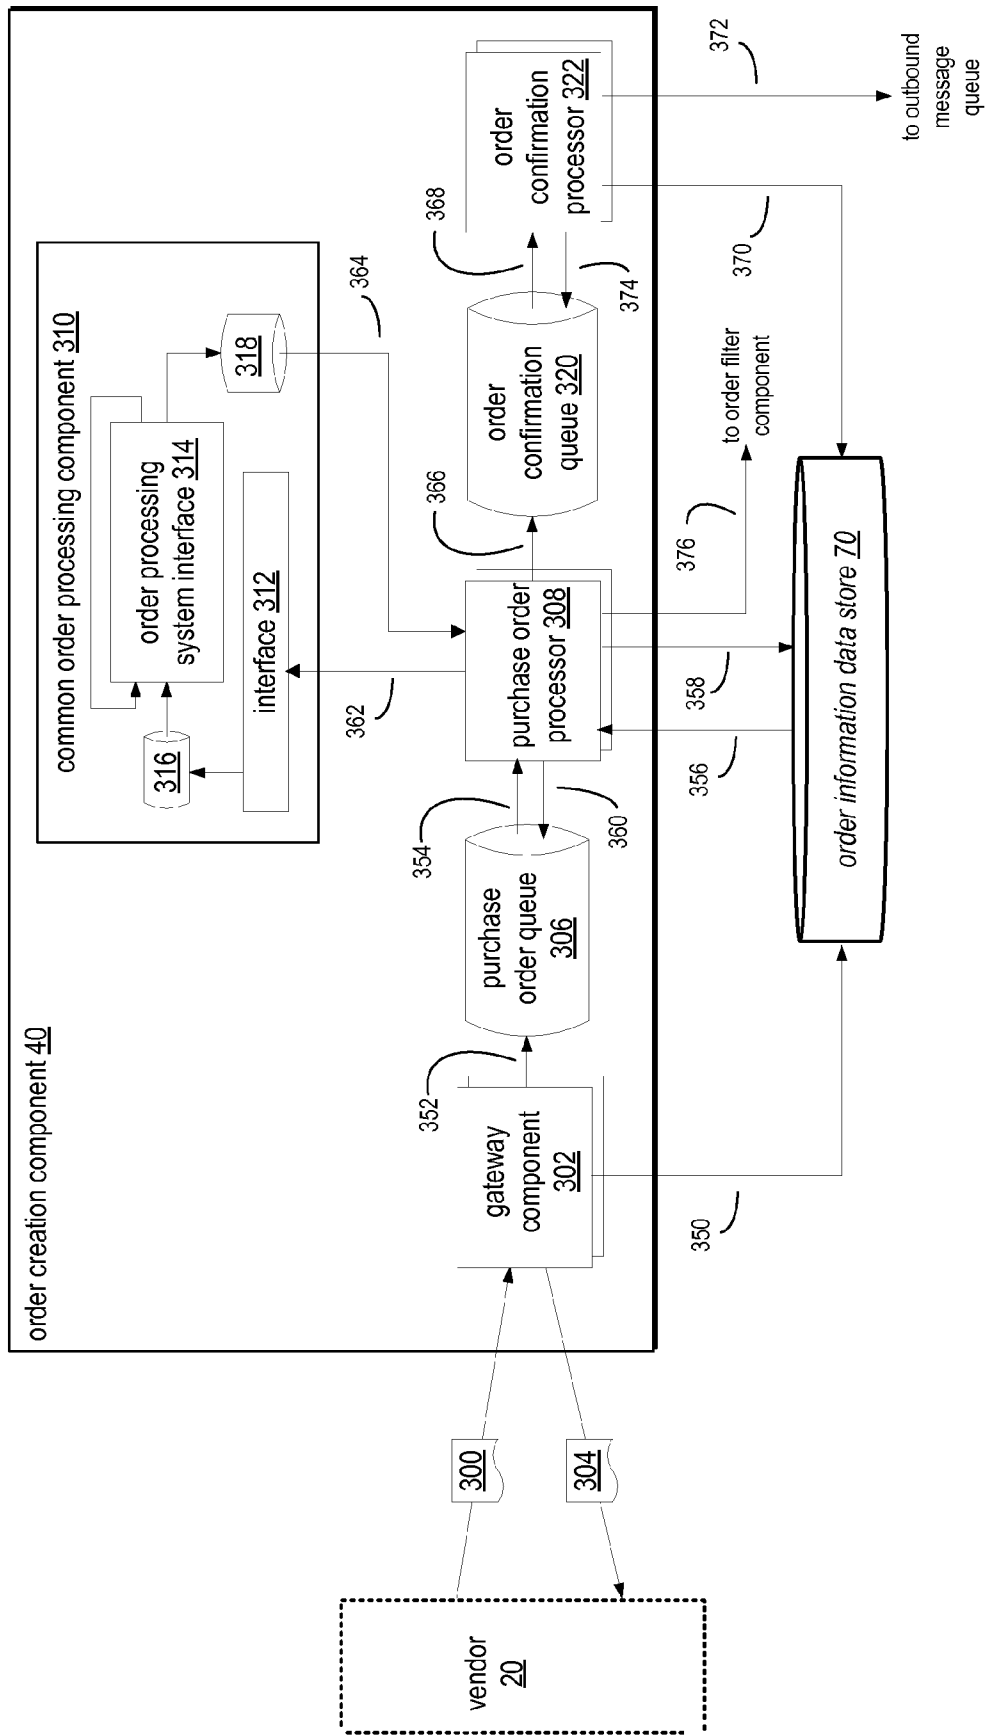 order creation component 40
common order processing component 310
order processing
system interface 314
316
318
interface 312
364
362
vendor
20
300
304
gateway
component
302
352
purchase
order queue
306
354
360
purchase order
processor 308
366
order
confirmation
queue 320
368
374
order
confirmation
processor 322
350
356
358
376
to order filter
component
370
372
to outbound
message
queue
order information data store 70